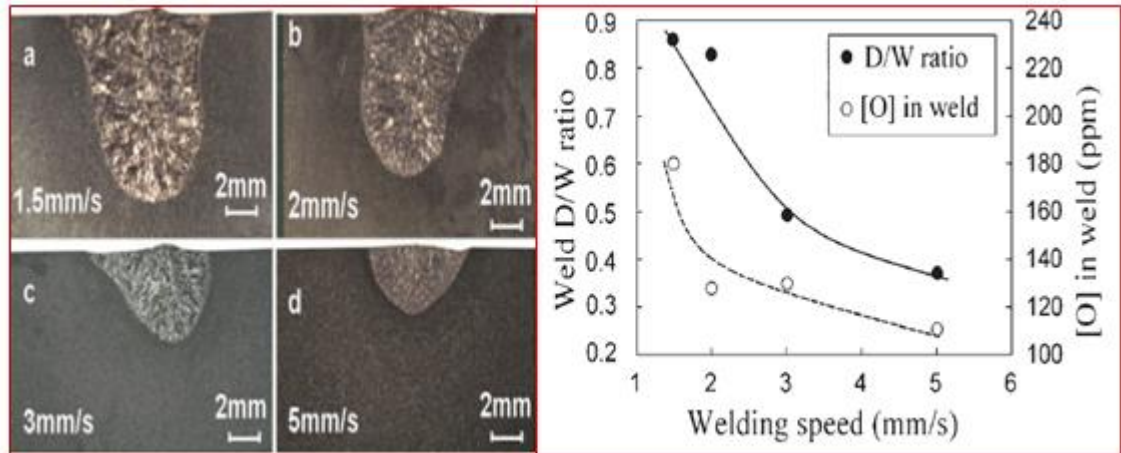 a
1.5mm/s
2mm
b
2mm/s
2mm
c
3mm/s
2mm
d
5mm/s
2mm
Weld D/W ratio
0.9
0.8
0.7
0.6
0.5
0.4
0.3
0.2
D/W ratio
[O] in weld
240
220
200
180
160
140
120
100
[O] in weld (ppm)
1 2 3 4 5 6
Welding speed (mm/s)